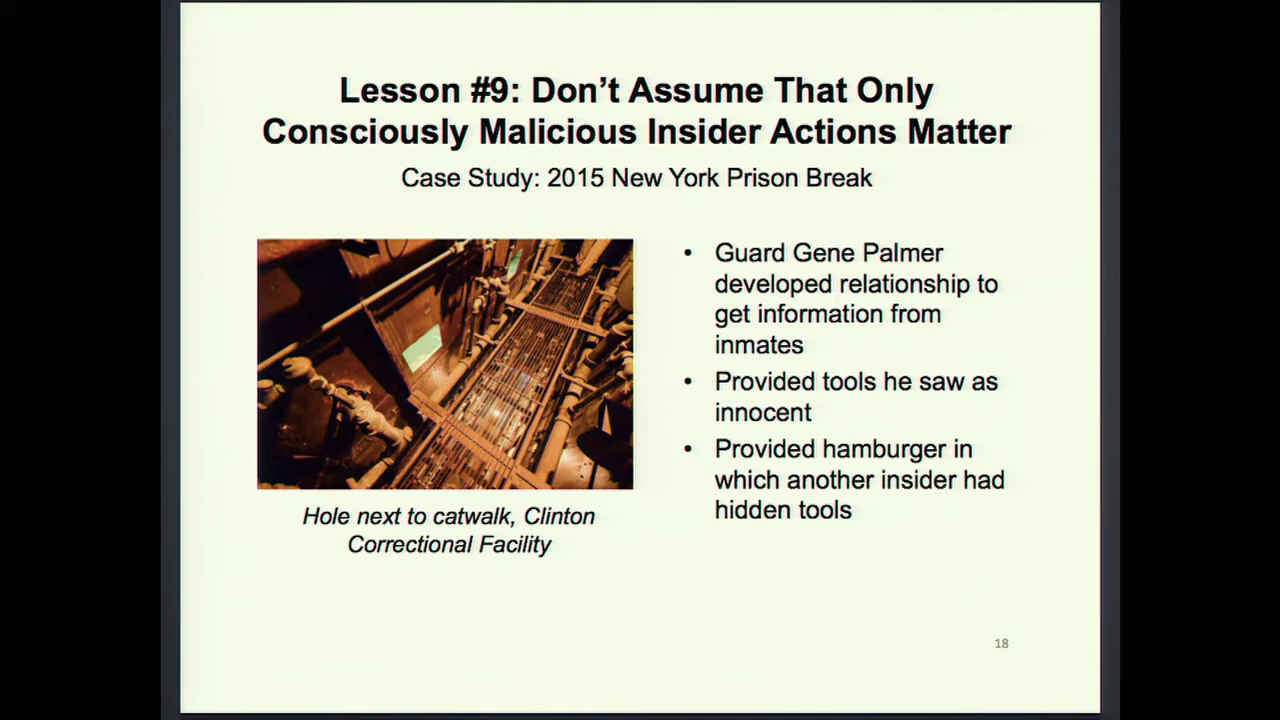 Lesson #9: Don’t Assume That Only
Consciously Malicious Insider Actions Matter
Case Study: 2015 New York Prison Break
• Guard Gene Palmer
developed relationship to
get information from
inmates
• Provided tools he saw as
innocent
• Provided hamburger in
which another insider had
hidden tools
Hole next to catwalk, Clinton
Correctional Facility
18